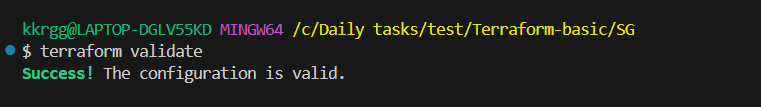 kkrgg@LAPTOP-DGLV55KD MINGW64 /c/Daily tasks/test/Terraform-basic/SG
$ terraform validate
Success! The configuration is valid.